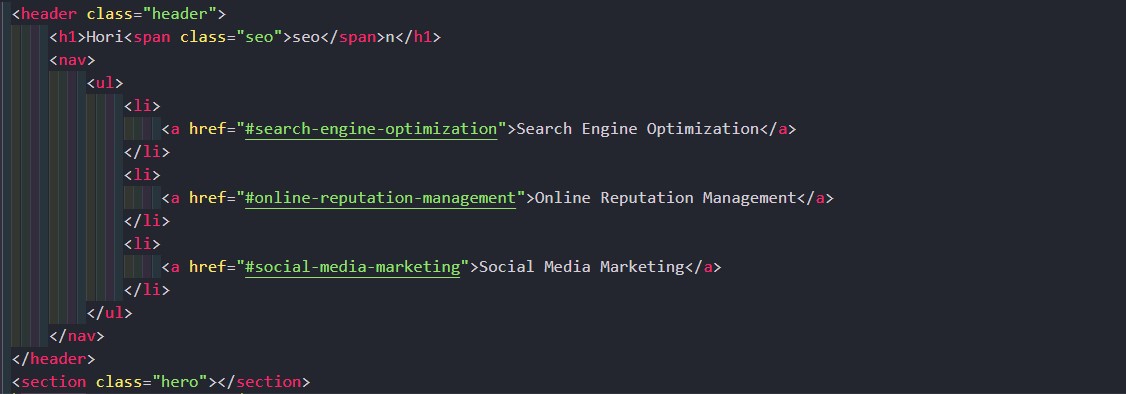 <header class="header">
<h1>Hori<span class="seo">seo</span>n</h1>
<nav>
<ul>
<li>
<a href="#search-engine-optimization">Search Engine Optimization</a>
</li>
<li>
<a href="#online-reputation-management">Online Reputation Management</a>
</li>
<li>
<a href="#social-media-marketing">Social Media Marketing</a>
</li>
</ul>
</nav>
</header>
<section class="hero"></section>